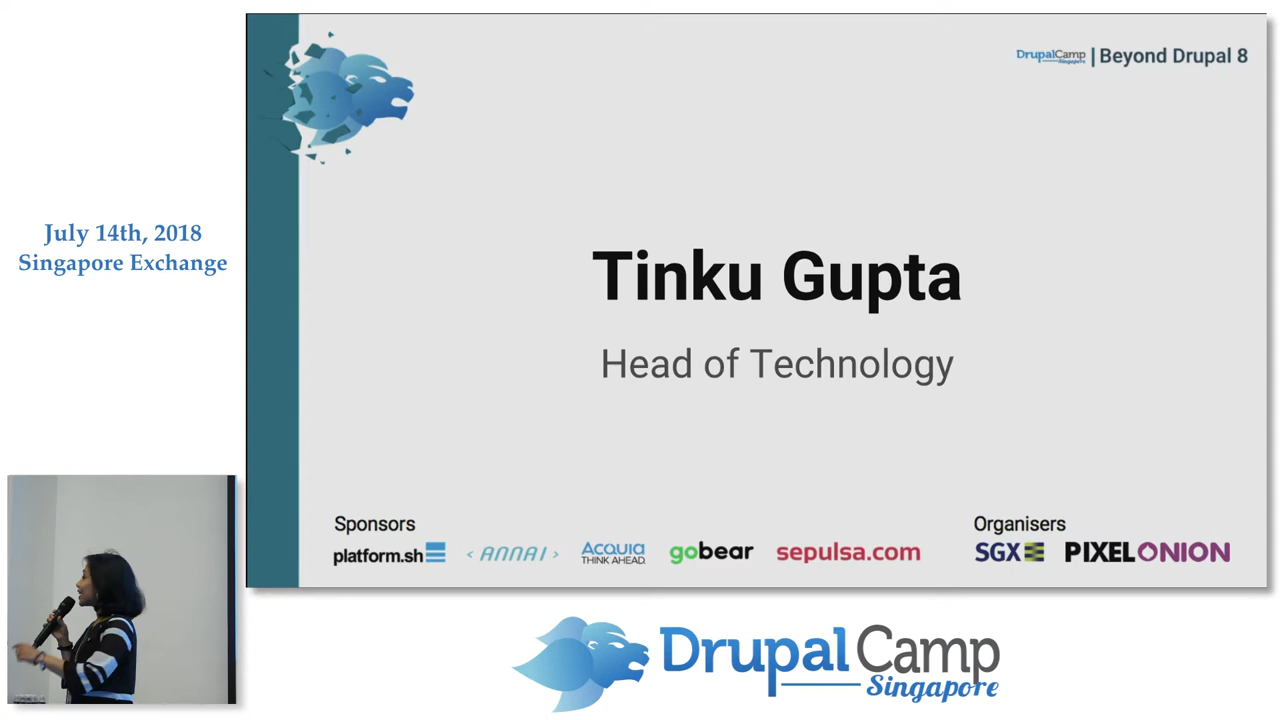 DrupalCamp Singapore | Beyond Drupal 8
July 14th, 2018
Singapore Exchange
Tinku Gupta
Head of Technology
Sponsors
platform.sh
<ANNAI>
ACQUIA
THINK AHEAD.
gobear
sepulsa.com
Organisers
SGX
PIXELONION
DrupalCamp
Singapore